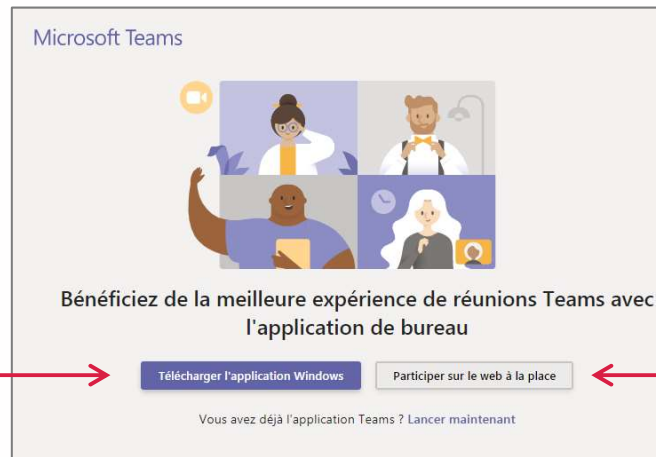 Microsoft Teams
Bénéficiez de la meilleure expérience de réunions Teams avec
l'application de bureau
Télécharger l'application Windows
Participer sur le web à la place
Vous avez déjà l'application Teams ? Lancer maintenant